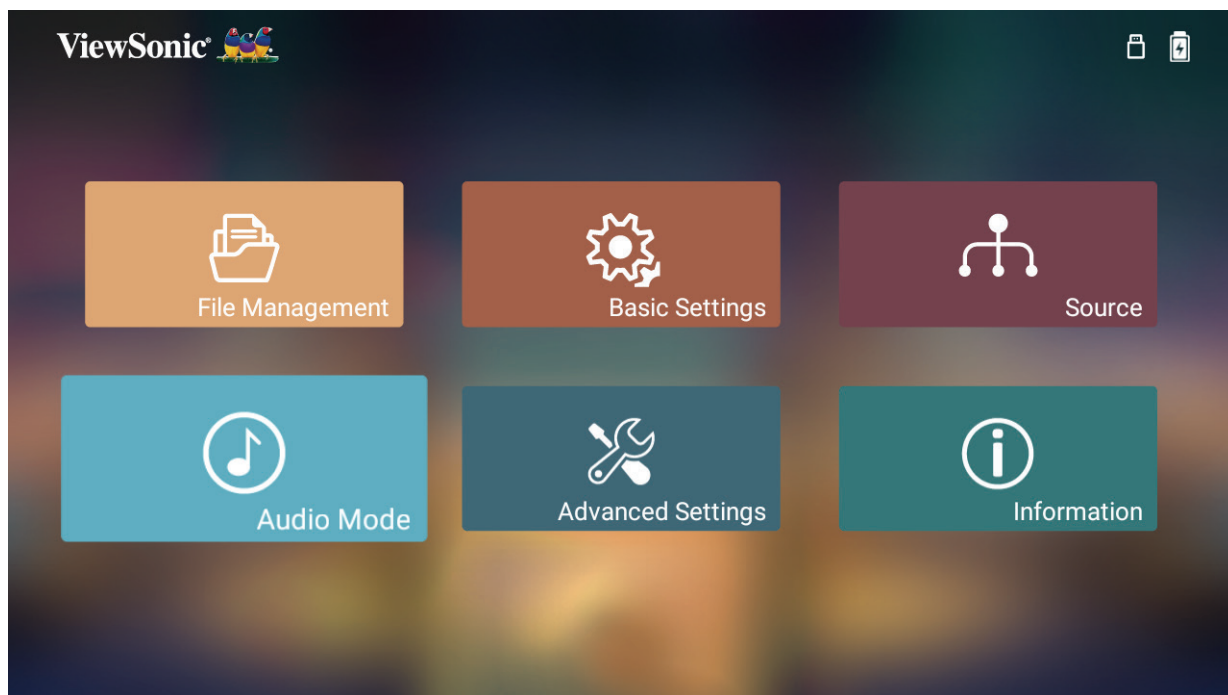 ViewSonic®
File Management
Basic Settings
Source
Audio Mode
Advanced Settings
Information